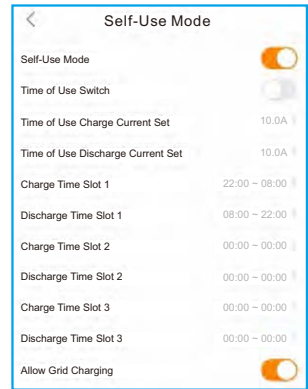 Self-Use Mode
Self-Use Mode
Time of Use Switch
Time of Use Charge Current Set 10.0A
Time of Use Discharge Current Set 10.0A
Charge Time Slot 1 22:00 ~ 08:00
Discharge Time Slot 1 08:00 ~ 22:00
Charge Time Slot 2 00:00 ~ 00:00
Discharge Time Slot 2 00:00 ~ 00:00
Charge Time Slot 3 00:00 ~ 00:00
Discharge Time Slot 3 00:00 ~ 00:00
Allow Grid Charging